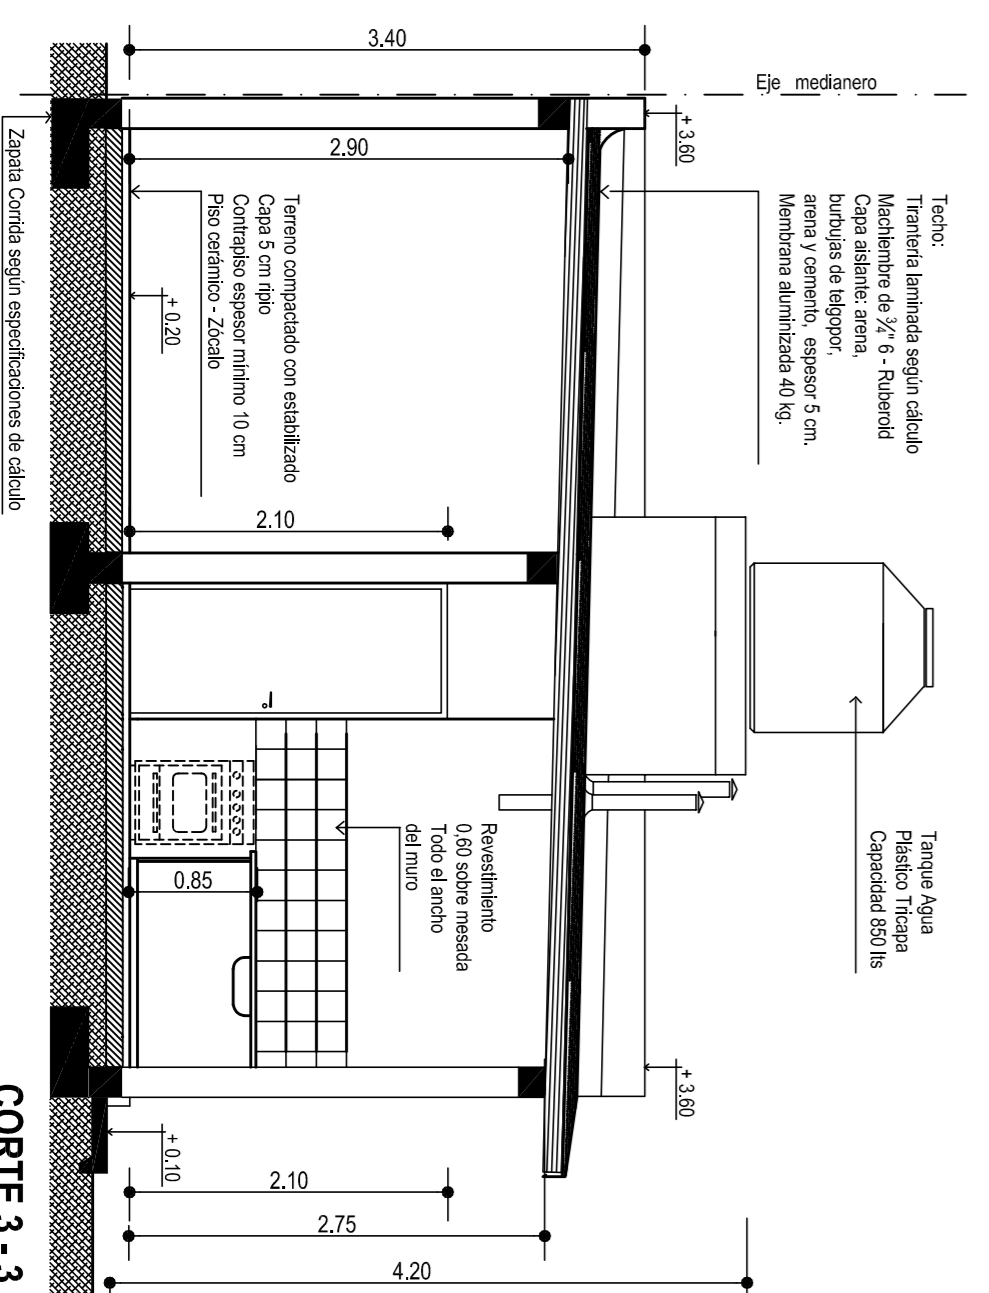 3.40
Eje medianero
+ 3.60
2.90
Techo:
Tirantería laminada según cálculo
Machiembre de ¾" 6 - Ruberoid
Capa aislante: arena,
burbujas de telgopor,
arena y cemento, espesor 5 cm.
Membrana aluminizada 40 kg.
Terreno compactado con estabilizado
Capa 5 cm ripio
Contrapiso espesor mínimo 10 cm
Piso cerámico - Zócalo
+ 0.20
Zapata Corrida según especificaciones de cálculo
2.10
Tanque Agua
Plástico Tricapa
Capacidad 850 lts
Revestimiento
0,60 sobre mesada
Todo el ancho
del muro
0.85
+ 3.60
+ 0.10
2.10
2.75
4.20
CORTE 3 - 3